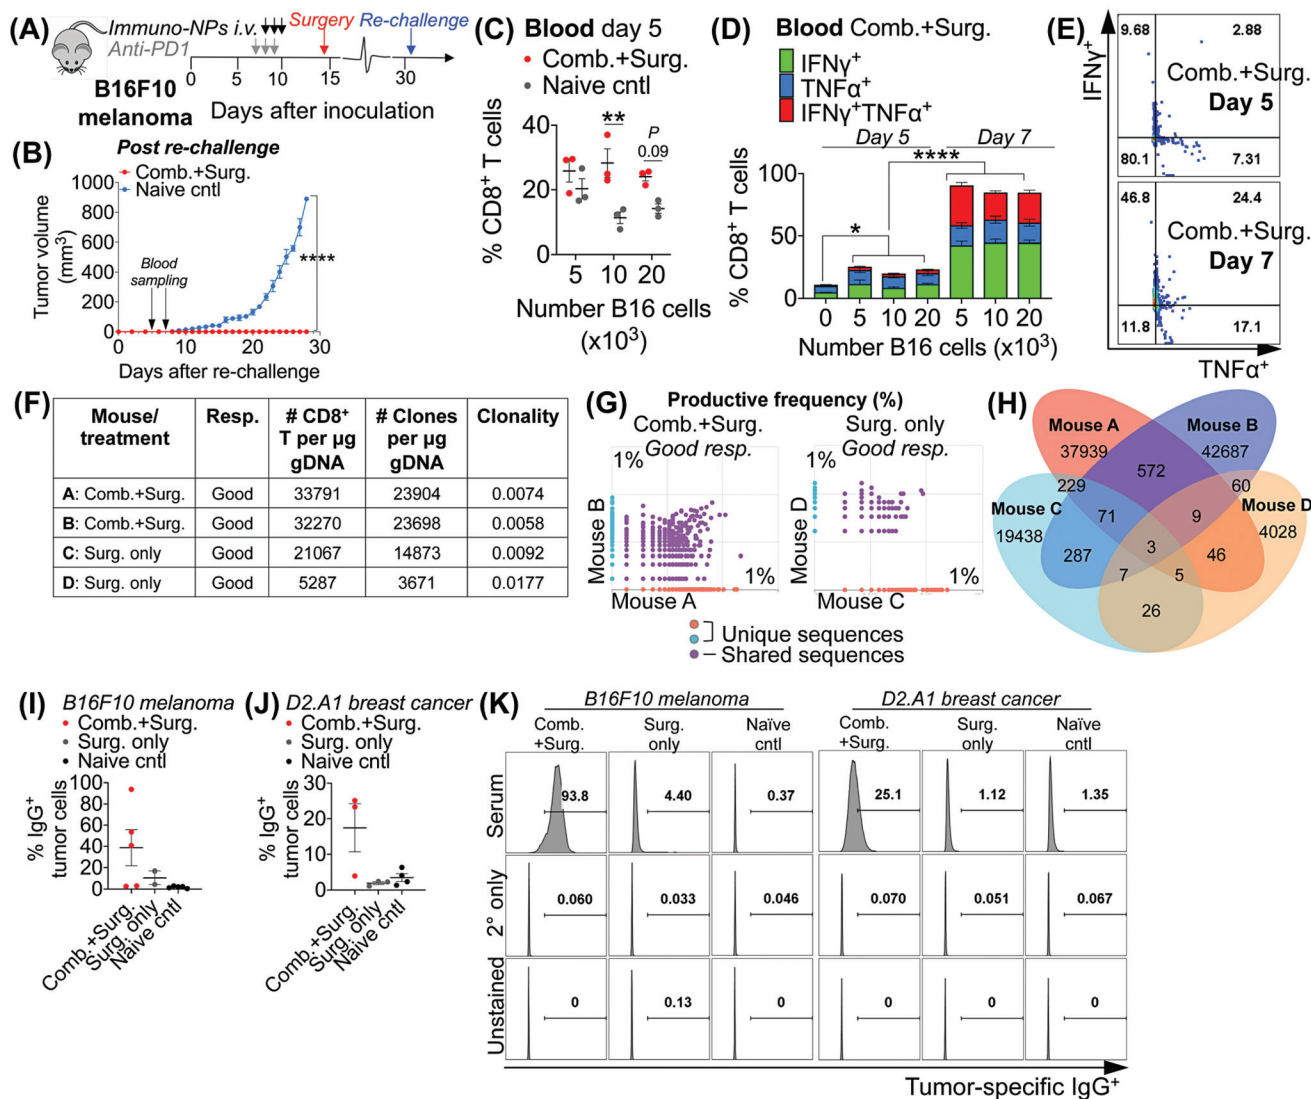 (A)
Immuno-NPs i.v.
Anti-PD1
Surgery
Re-challenge
0
5
10
15
30
B16F10
melanoma
Days after inoculation
(B)
Post re-challenge
Comb.+Surg.
Naive cntl
Tumor volume
(mm³)
1000
800
600
400
200
0
Blood
sampling
****
0
10
20
30
Days after re-challenge
(C) Blood day 5
Comb.+Surg.
Naive cntl
% CD8⁺ T cells
40
20
0
**
P
0.09
5
10
20
Number B16 cells
(x10³)
(D) Blood Comb.+Surg.
IFNγ⁺
TNFα⁺
IFNγ⁺TNFα⁺
Day 5
Day 7
****
*
% CD8⁺ T cells
100
50
0
0 5 10 20 5 10 20
Number B16 cells (x10³)
(E)
IFNγ⁺
9.68
2.88
Comb.+Surg.
Day 5
80.1
7.31
46.8
24.4
Comb.+Surg.
Day 7
11.8
17.1
TNFα⁺
(F)
Mouse/ treatment
Resp.
# CD8⁺ T per µg gDNA
# Clones per µg gDNA
Clonality
A: Comb.+Surg. Good 33791 23904 0.0074
B: Comb.+Surg. Good 32270 23698 0.0058
C: Surg. only Good 21067 14873 0.0092
D: Surg. only Good 5287 3671 0.0177
(G) Productive frequency (%)
Comb.+Surg.
Good resp.
Surg. only
Good resp.
1%
1%
Mouse B
Mouse A
1%
1%
Mouse D
Mouse C
Unique sequences
Shared sequences
(H)
Mouse A
37939
Mouse B
42687
572
229
60
Mouse C
19438
Mouse D
4028
71
9
287
3
46
7
5
26
(I) B16F10 melanoma
Comb.+Surg.
Surg. only
Naive cntl
% IgG⁺
tumor cells
100
80
60
40
20
0
Comb.+Surg.
Surg. only
Naive cntl
(J) D2.A1 breast cancer
Comb.+Surg.
Surg. only
Naive cntl
% IgG⁺
tumor cells
30
20
10
0
Comb.+Surg.
Surg. only
Naive cntl
(K)
B16F10 melanoma
D2.A1 breast cancer
Comb.
+Surg.
Surg.
only
Naïve
cntl
Comb.
+Surg.
Surg.
only
Naïve
cntl
Serum
93.8 4.40 0.37 25.1 1.12 1.35
2° only
0.060 0.033 0.046 0.070 0.051 0.067
Unstained
0 0.13 0 0 0 0
Tumor-specific IgG⁺